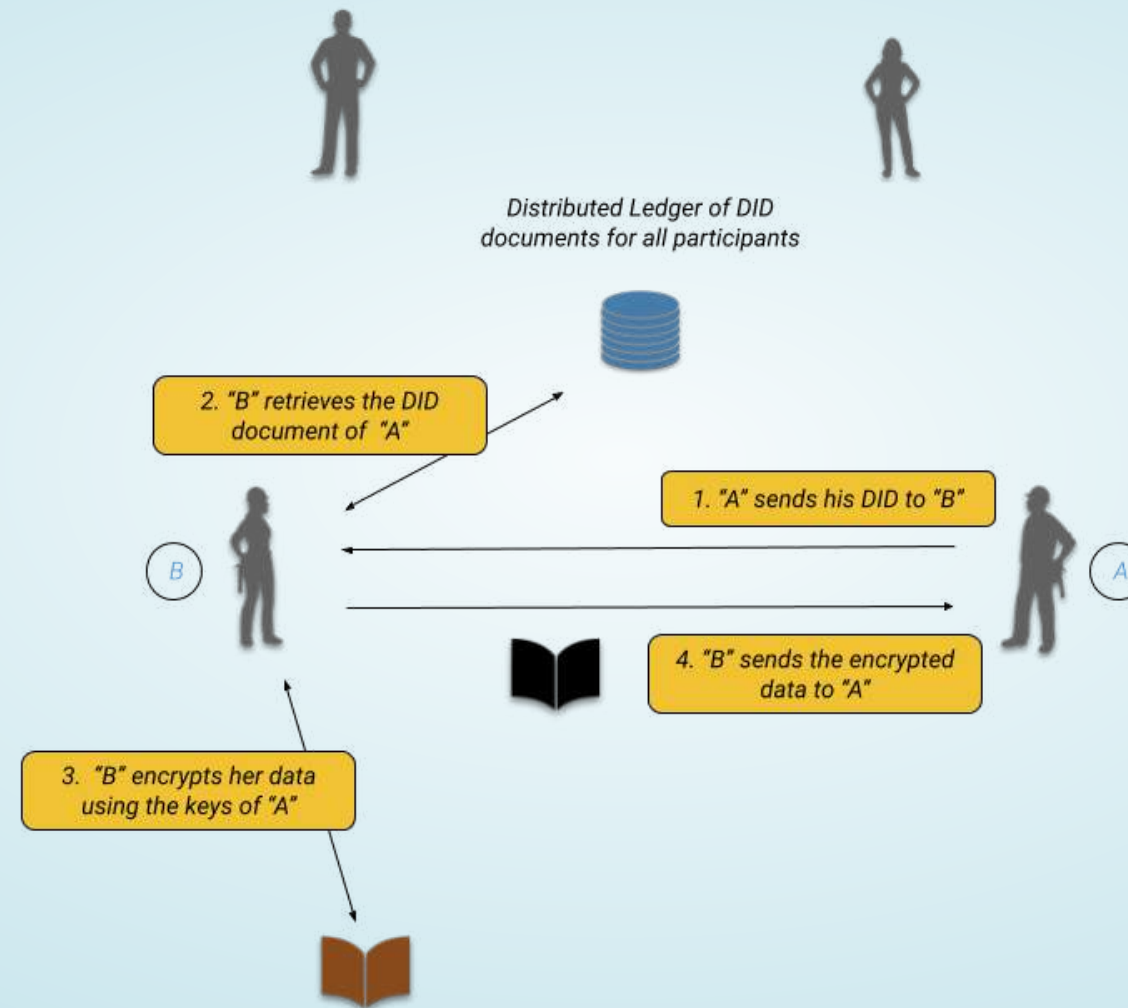 Distributed Ledger of DID
documents for all participants
2. “B” retrieves the DID
document of “A”
1. “A” sends his DID to “B”
B
A
4. “B” sends the encrypted
data to “A”
3. “B” encrypts her data
using the keys of “A”